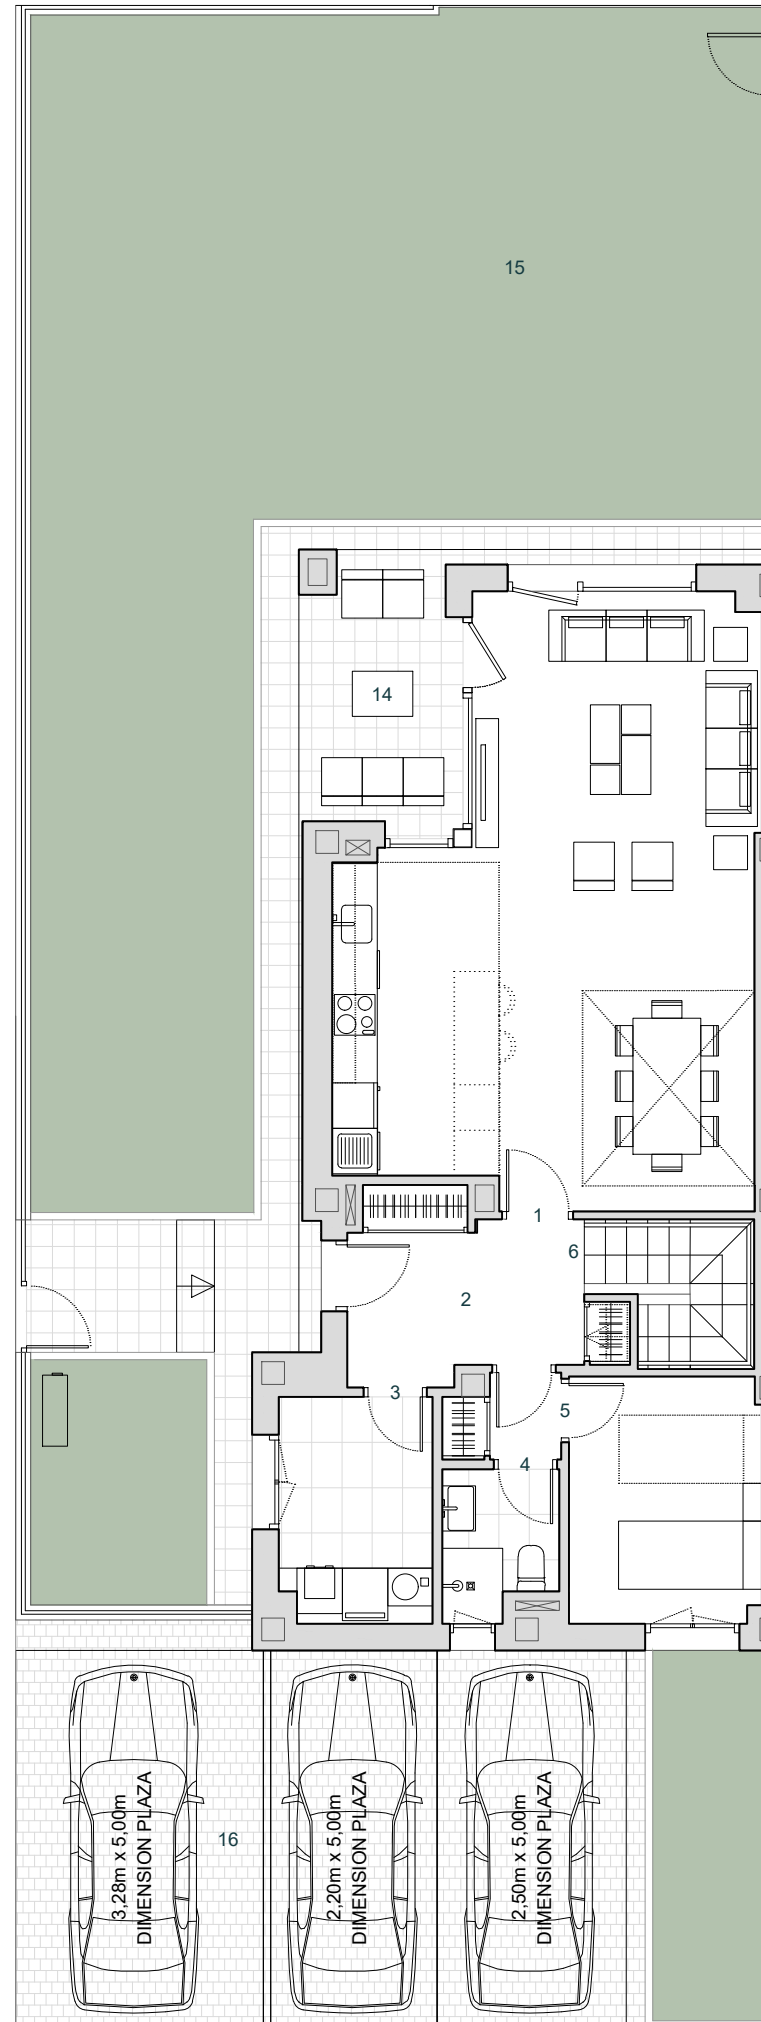 15
14
1
6
2
3
5
4
3,28m x 5,00m
DIMENSION PLAZA
16
2,20m x 5,00m
DIMENSION PLAZA
2,50m x 5,00m
DIMENSION PLAZA